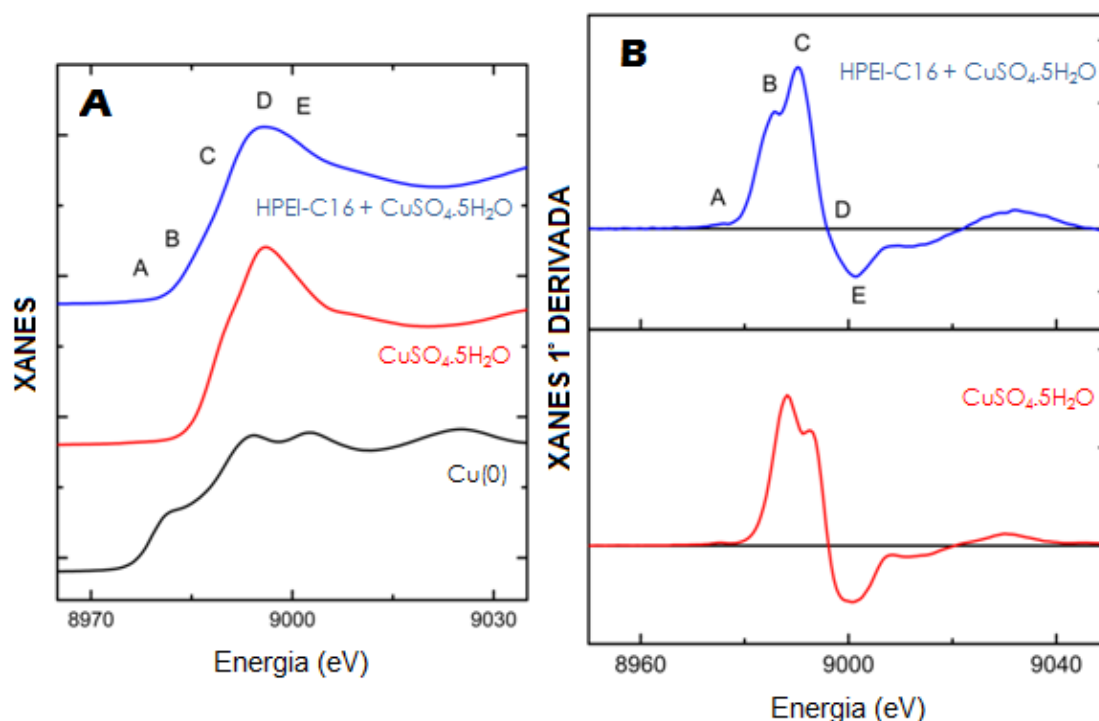 A
XANES
A
B
C
D
E
HPEI-C16 + CuSO₄.5H₂O
CuSO₄.5H₂O
Cu(0)
8970
9000
9030
Energia (eV)
B
XANES 1° DERIVADA
HPEI-C16 + CuSO₄.5H₂O
A
B
C
D
E
CuSO₄.5H₂O
8960
9000
9040
Energia (eV)